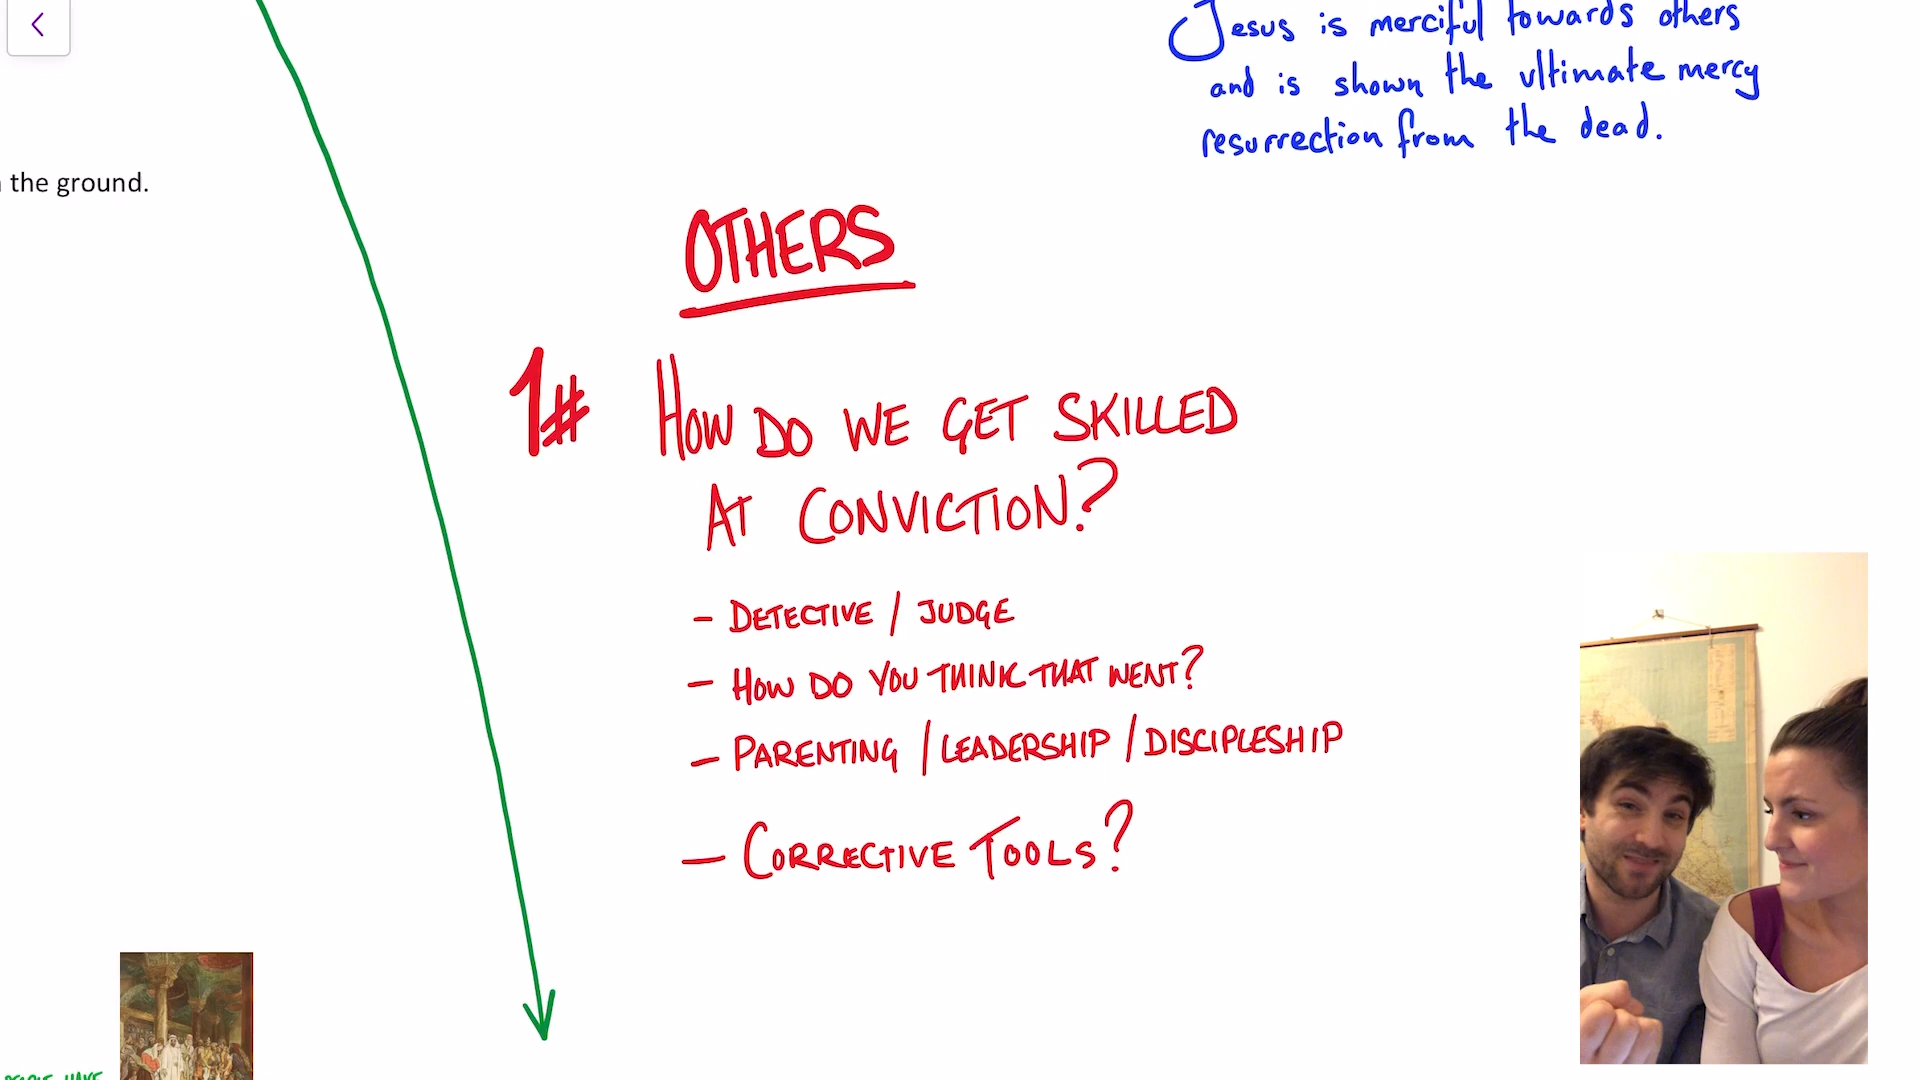 Jesus is merciful towards others
and is shown the ultimate mercy
resurrection from the dead.
the ground.
OTHERS
1# HOW DO WE GET SKILLED
AT CONVICTION?
- DETECTIVE / JUDGE
- HOW DO YOU THINK THAT WENT?
- PARENTING / LEADERSHIP / DISCIPLESHIP
- CORRECTIVE TOOLS?